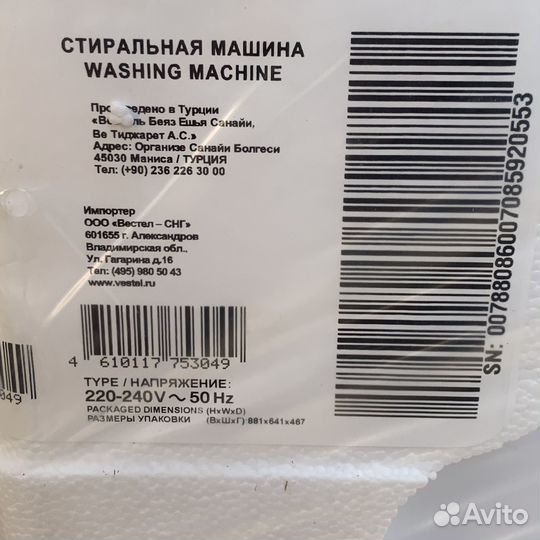 СТИРАЛЬНАЯ МАШИНА
WASHING MACHINE
в Турции
Беяз Ешья Санайи,
Ве Тиджарет А.С.»
Адрес: Организе Санайи Болгеси
45030 Маниса / ТУРЦИЯ
Тел: (+90) 236 226 30 00
Импортер
ООО «Вестел – СНГ»
601655 г. Александров
Владимирская обл.,
Ул. Гагарина д.16
Тел: (495) 980 50 43
www.vestel.ru
4 610117 753049
049
TYPE / НАПРЯЖЕНИЕ:
220-240V ~ 50 Hz
PACKAGED DIMENSIONS (HxWxD)
РАЗМЕРЫ УПАКОВКИ (ВхШхГ):881x641x467
SN: 00788086007085920553
Avito